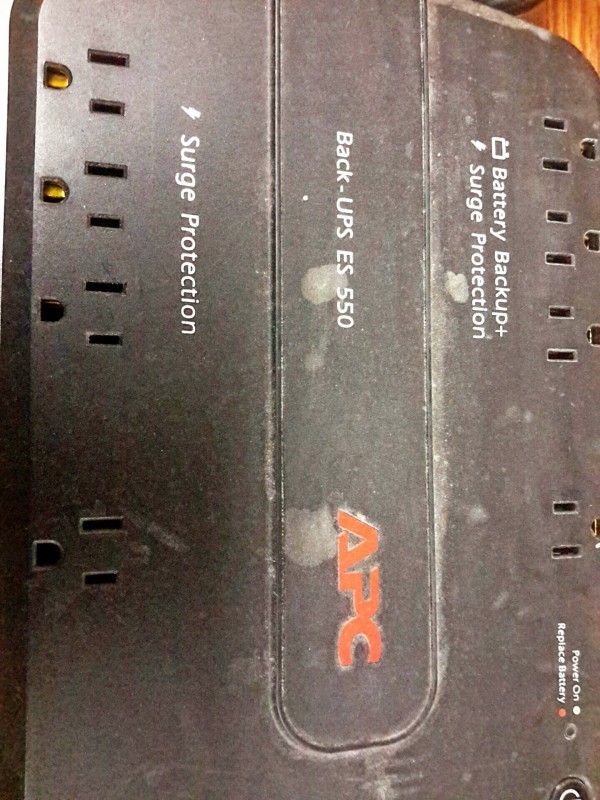 Battery Backup+
Surge Protection
Power On
Replace Battery
Back-UPS ES 550
APC
Surge Protection